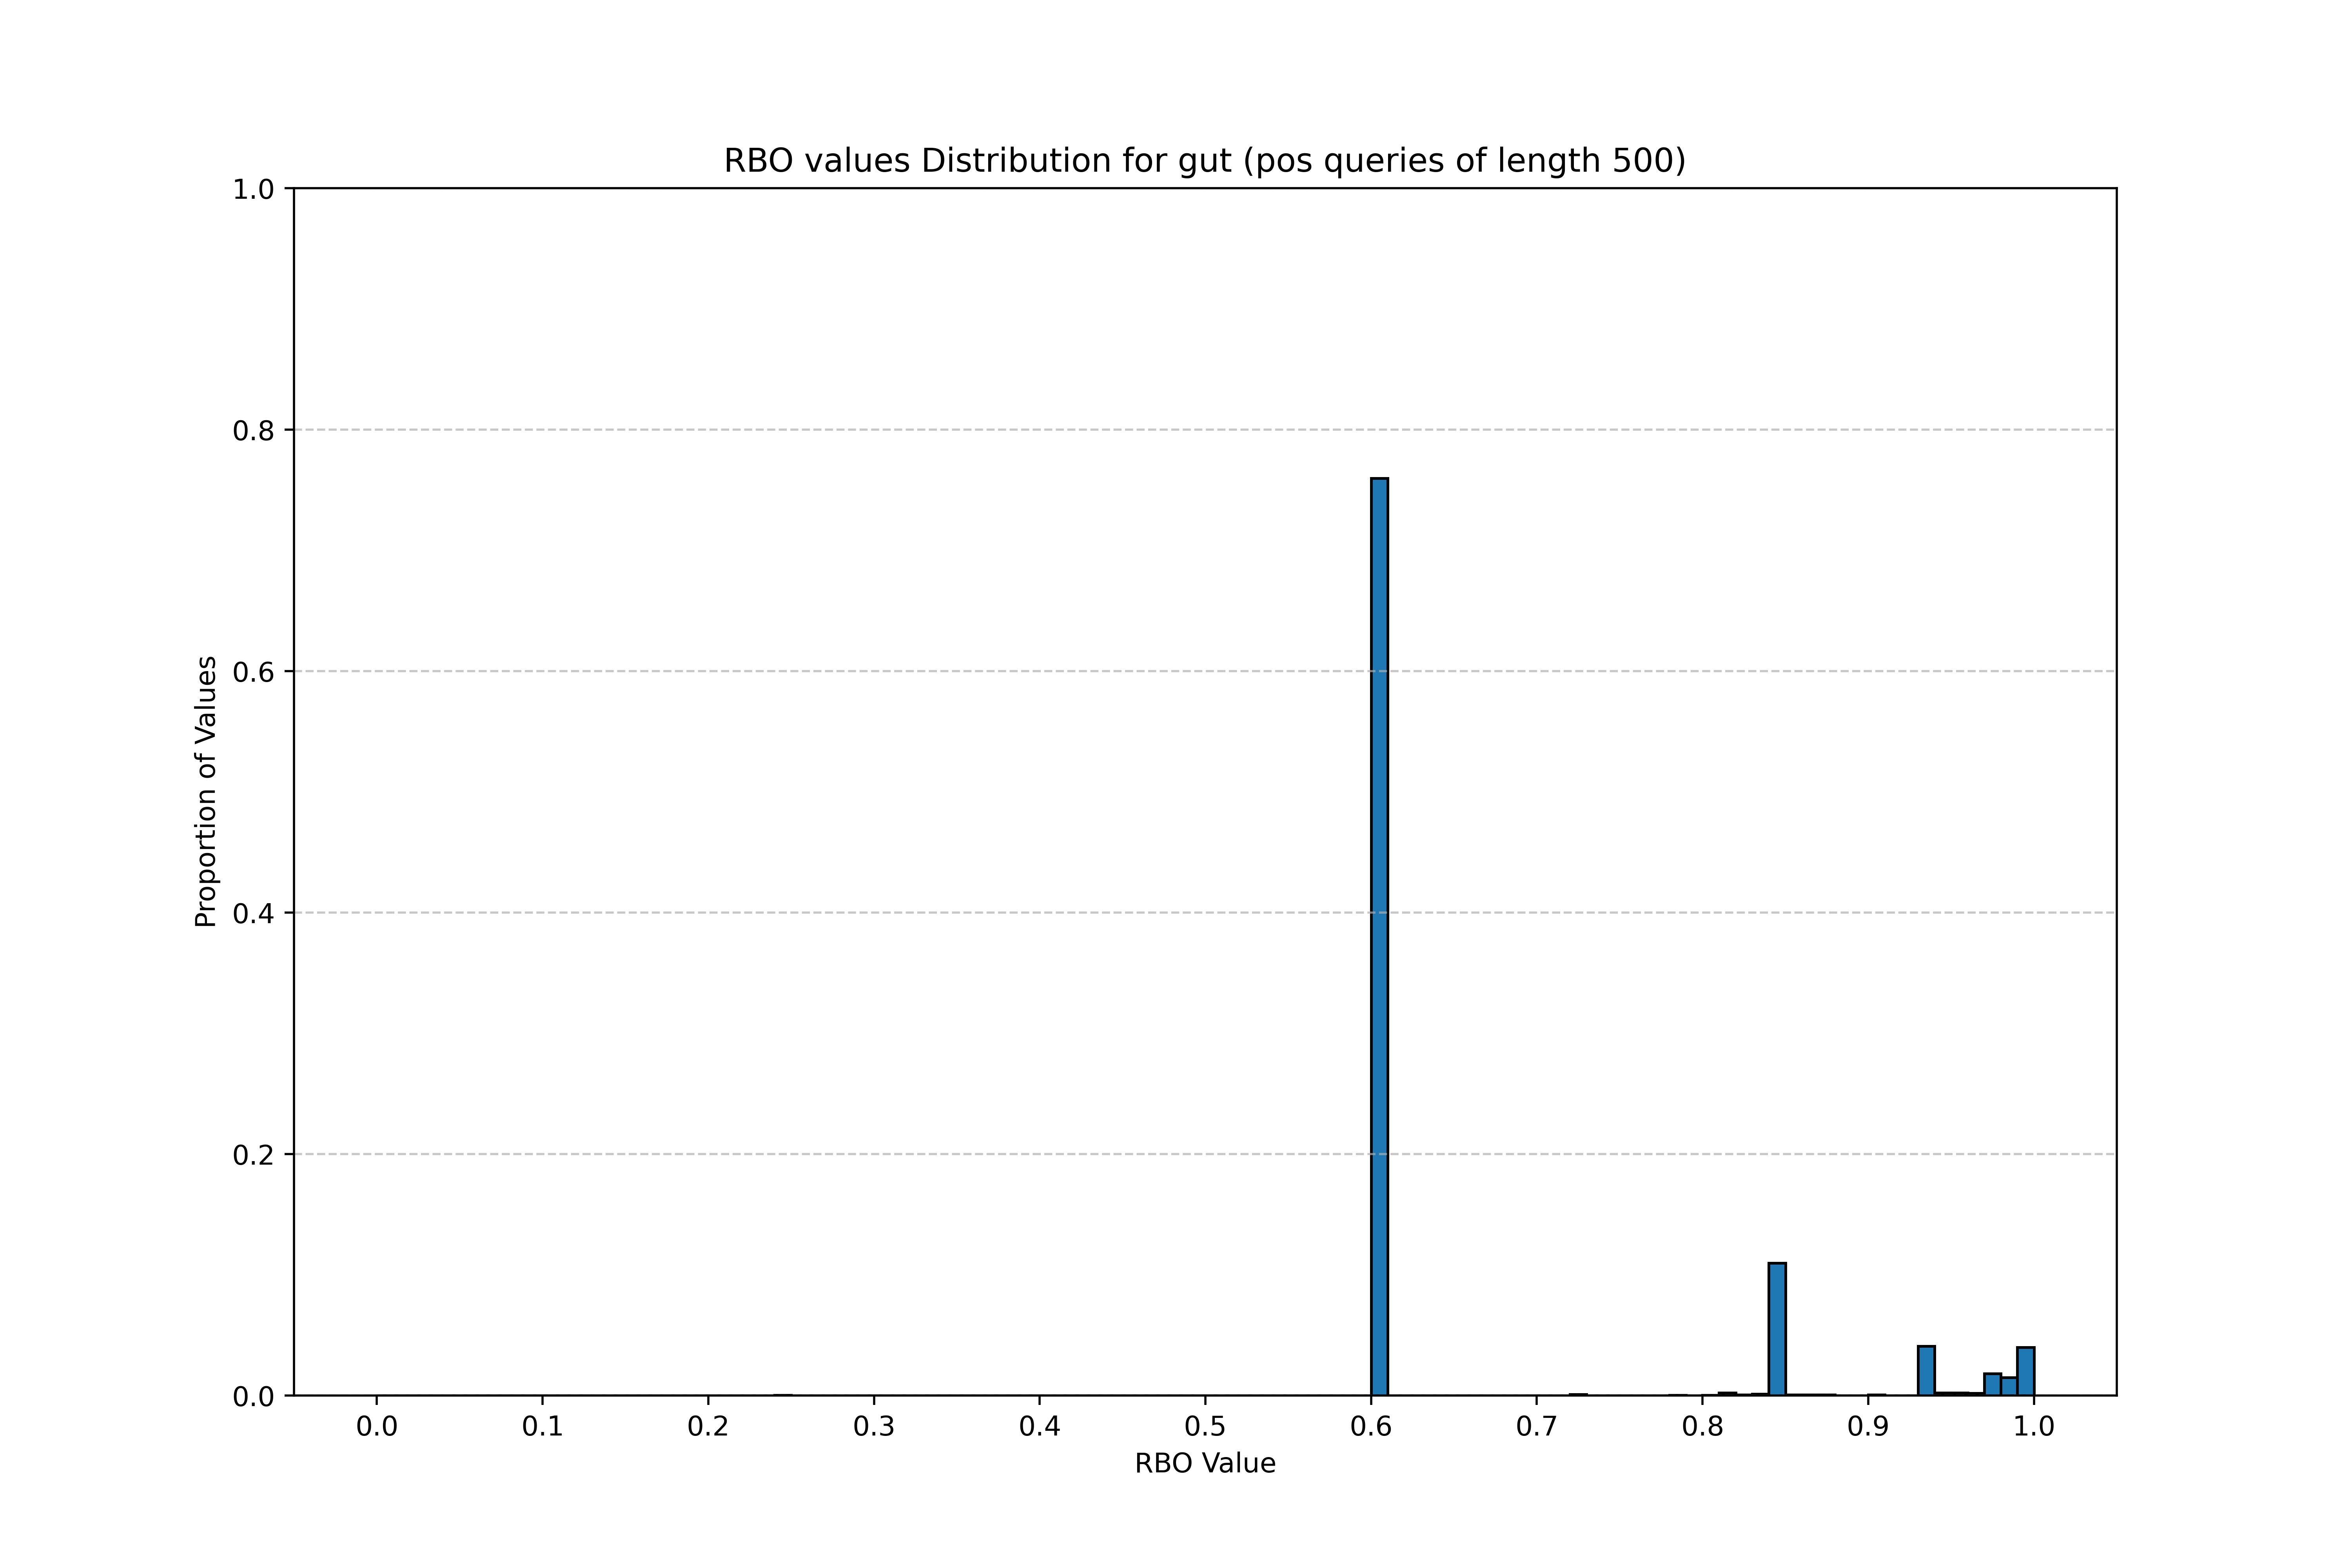 RBO values Distribution for gut (pos queries of length 500)
1.0
0.8
0.6
0.4
0.2
0.0
Proportion of Values
0.0 0.1 0.2 0.3 0.4 0.5 0.6 0.7 0.8 0.9 1.0
RBO Value